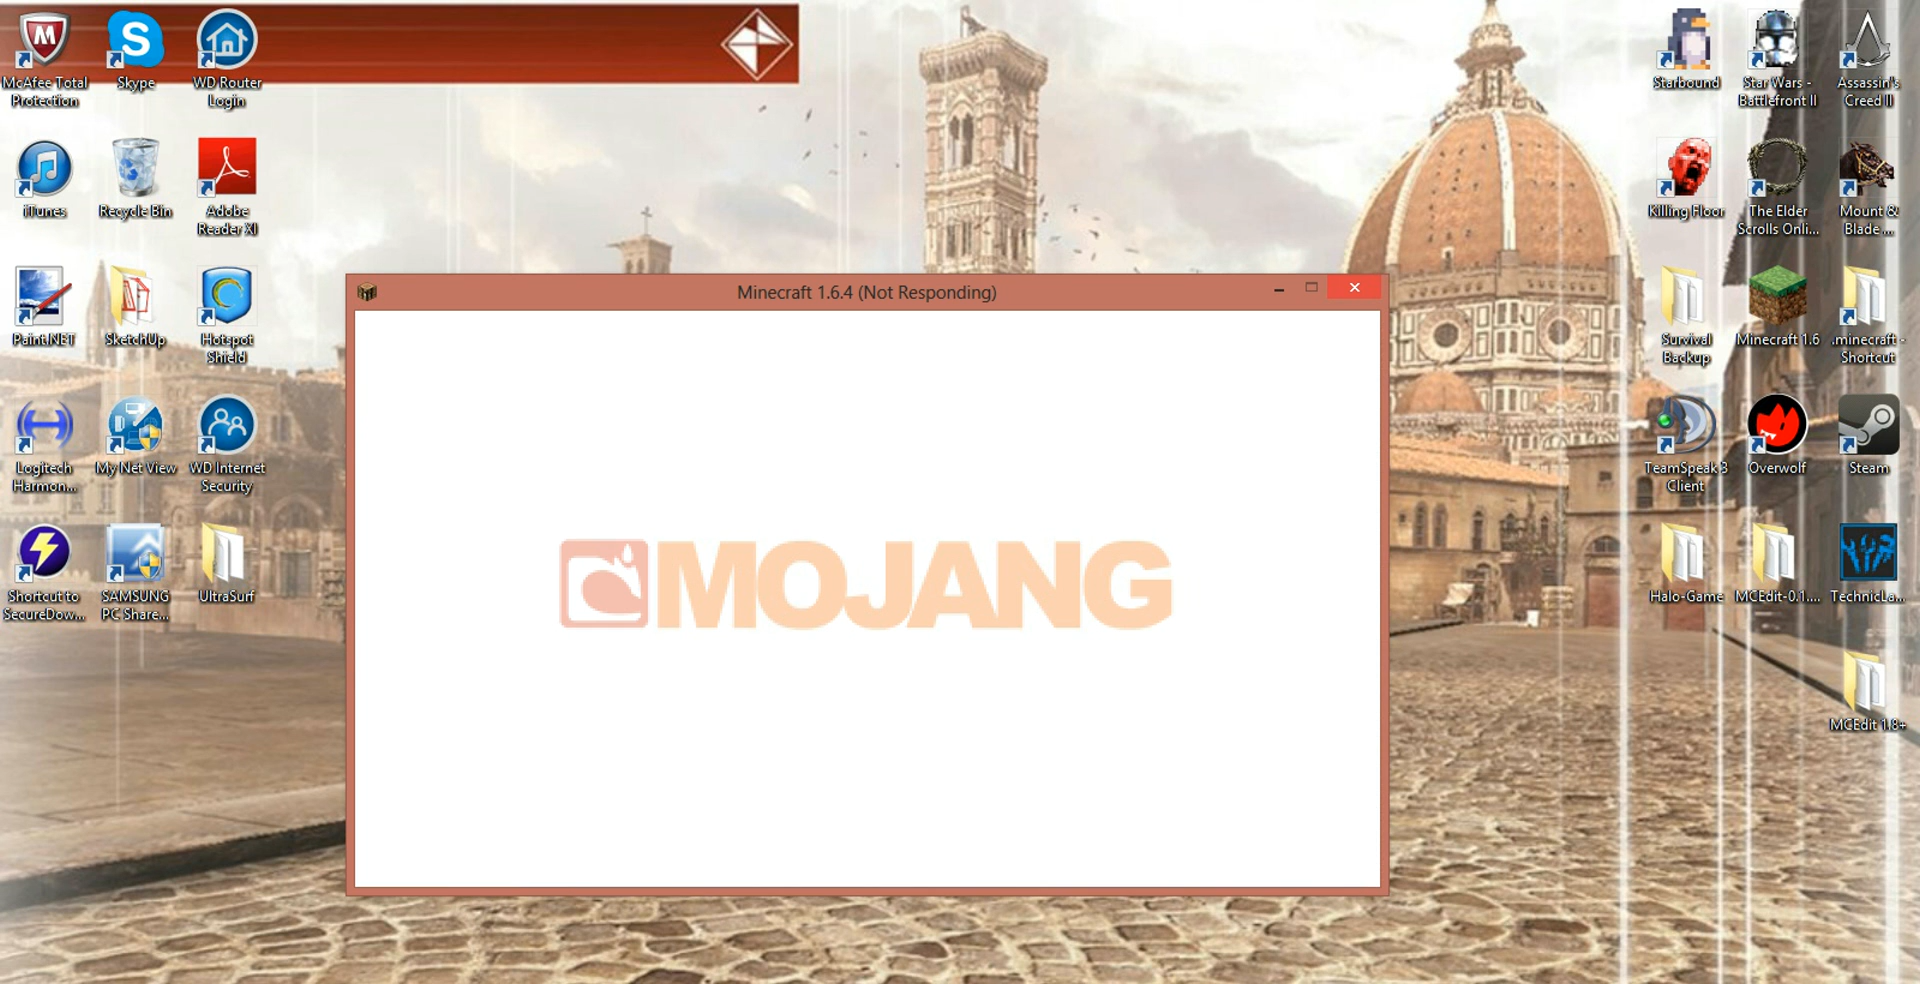 McAfee Total
Protection
Skype
WD Router
Login
iTunes
Recycle Bin
Adobe
Reader XI
Paint.NET
SketchUp
Hotspot
Shield
Logitech
Harmon...
My Net View
WD Internet
Security
Shortcut to
SecureDow...
SAMSUNG
PC Share...
UltraSurf
Minecraft 1.6.4 (Not Responding)
MOJANG
Starbound
Star Wars -
Battlefront II
Assassin's
Creed II
Killing Floor
The Elder
Scrolls Onli...
Mount &
Blade ...
Survival
Backup
Minecraft 1.6
.minecraft -
Shortcut
TeamSpeak 3
Client
Overwolf
Steam
Halo-Game
MCEdit-0.1....
TechnicLa...
MCEdit 1.8+